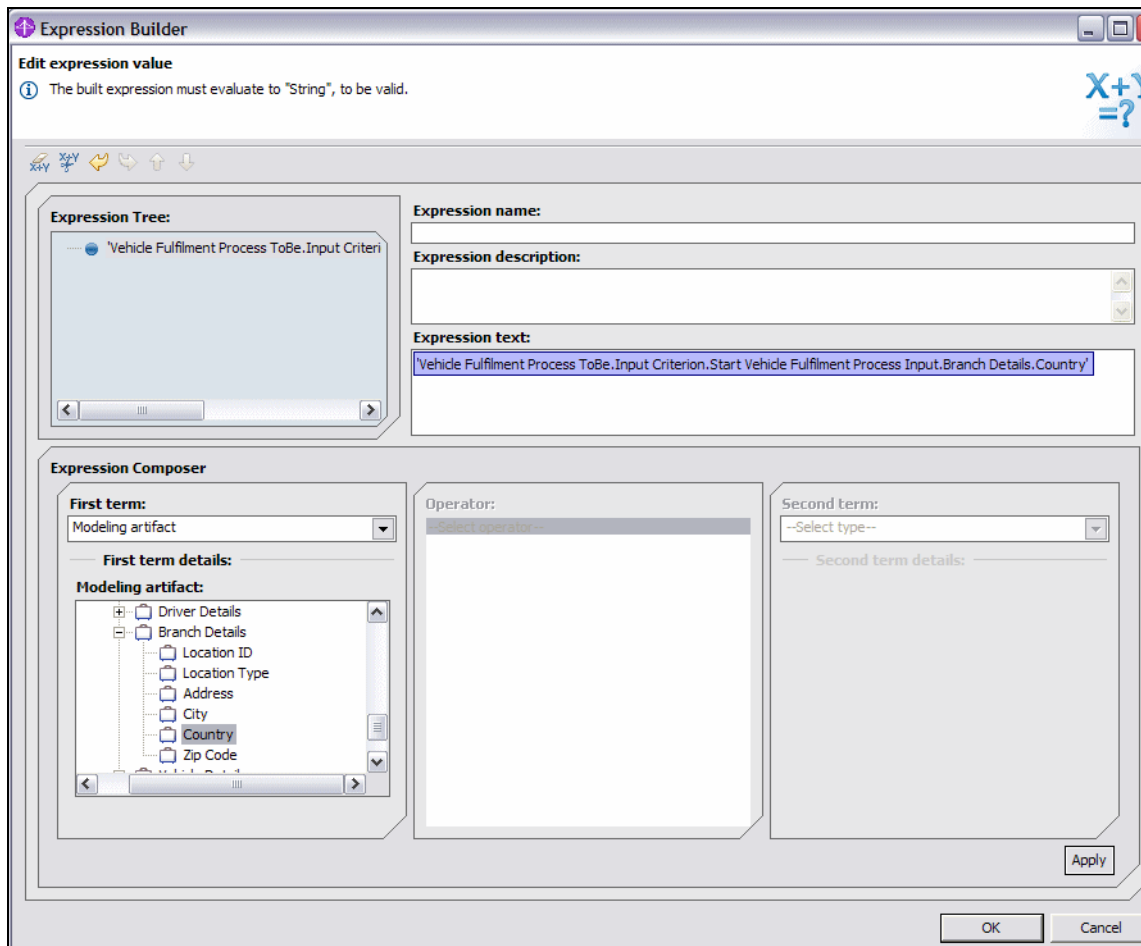 Expression Builder
Edit expression value
The built expression must evaluate to "String", to be valid.
X+Y
=?
X+Y
X+Y
Expression Tree:
'Vehicle Fulfilment Process ToBe.Input Criteri
Expression name:
Expression description:
Expression text:
'Vehicle Fulfilment Process ToBe.Input Criterion.Start Vehicle Fulfilment Process Input.Branch Details.Country'
Expression Composer
First term:
Modeling artifact
First term details:
Modeling artifact:
Driver Details
Branch Details
Location ID
Location Type
Address
City
Country
Zip Code
Operator:
--Select operator--
Second term:
--Select type--
Second term details:
Apply
OK
Cancel